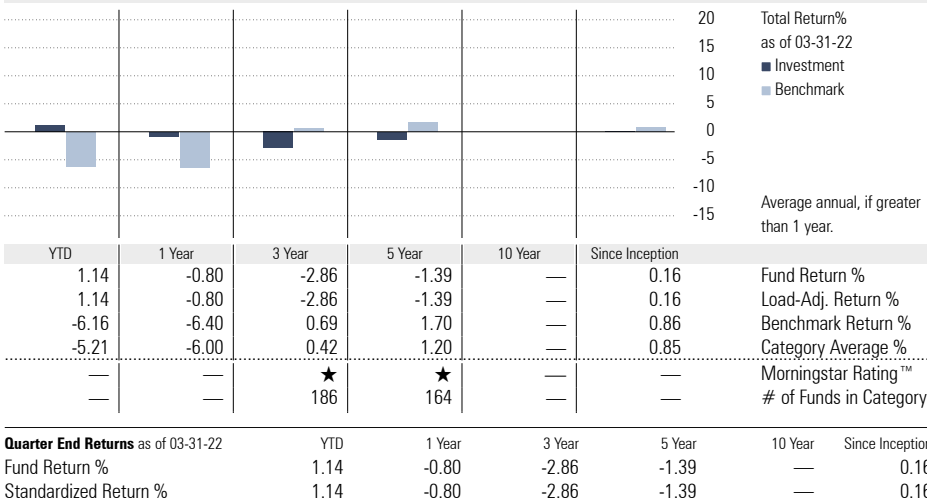 20 Total Return%
15 as of 03-31-22
10 ■ Investment
5 ■ Benchmark
0
-5
-10
Average annual, if greater
-15 than 1 year.
YTD 1 Year 3 Year 5 Year 10 Year Since Inception
1.14 -0.80 -2.86 -1.39 — 0.16 Fund Return %
1.14 -0.80 -2.86 -1.39 — 0.16 Load-Adj. Return %
-6.16 -6.40 0.69 1.70 — 0.86 Benchmark Return %
-5.21 -6.00 0.42 1.20 — 0.85 Category Average %
— — ★ ★ — — Morningstar Rating™
— — 186 164 — — # of Funds in Category
Quarter End Returns as of 03-31-22 YTD 1 Year 3 Year 5 Year 10 Year Since Inception
Fund Return % 1.14 -0.80 -2.86 -1.39 — 0.16
Standardized Return % 1.14 -0.80 -2.86 -1.39 — 0.16